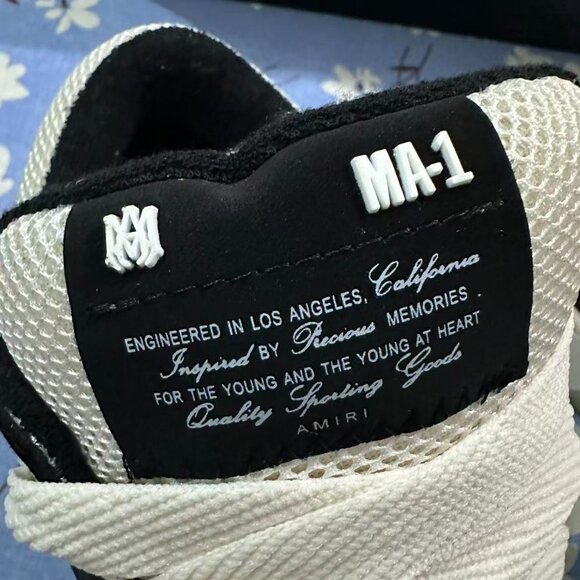 MA MA-1
ENGINEERED IN LOS ANGELES, California
Inspired BY Precious MEMORIES.
FOR THE YOUNG AND THE YOUNG AT HEART
Quality Sporting Goods
AMIRI